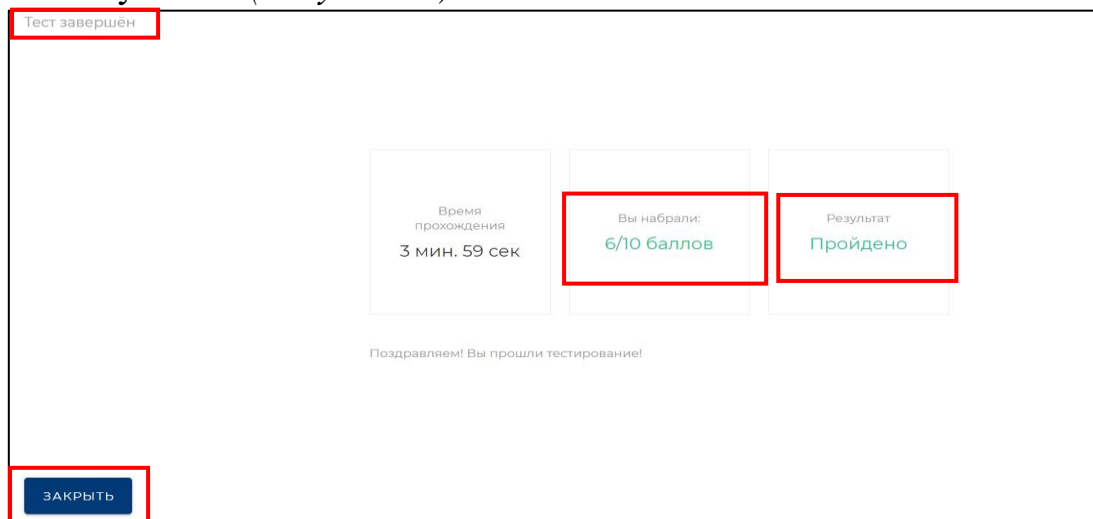 Тест завершён
Время
прохождения
3 мин. 59 сек
Вы набрали:
6/10 баллов
Результат
Пройдено
Поздравляем! Вы прошли тестирование!
ЗАКРЫТЬ